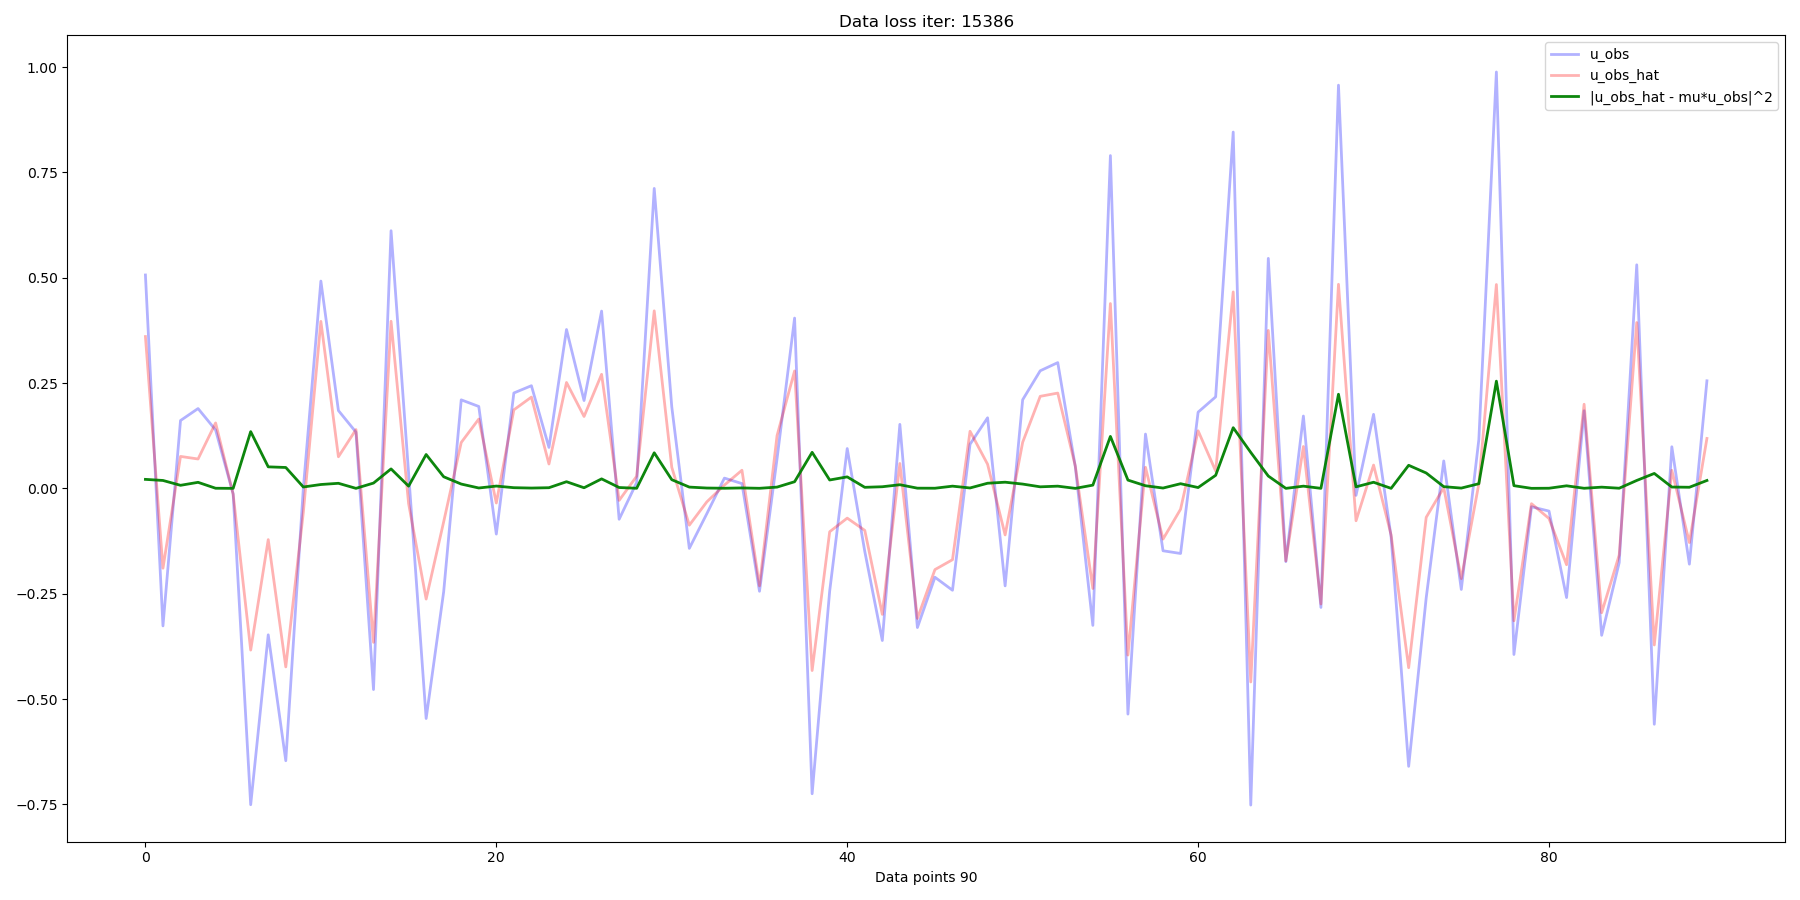 Data loss iter: 15386
u_obs
u_obs_hat
|u_obs_hat - mu*u_obs|^2
1.00
0.75
0.50
0.25
0.00
−0.25
−0.50
−0.75
0 20 40 60 80
Data points 90